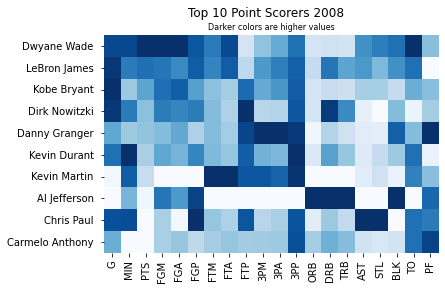 Top 10 Point Scorers 2008
Darker colors are higher values
Dwyane Wade
LeBron James
Kobe Bryant
Dirk Nowitzki
Danny Granger
Kevin Durant
Kevin Martin
Al Jefferson
Chris Paul
Carmelo Anthony
G MIN PTS FGM FGA FGP FTM FTA FTP 3PM 3PA 3PP ORB DRB TRB AST STL BLK TO PF